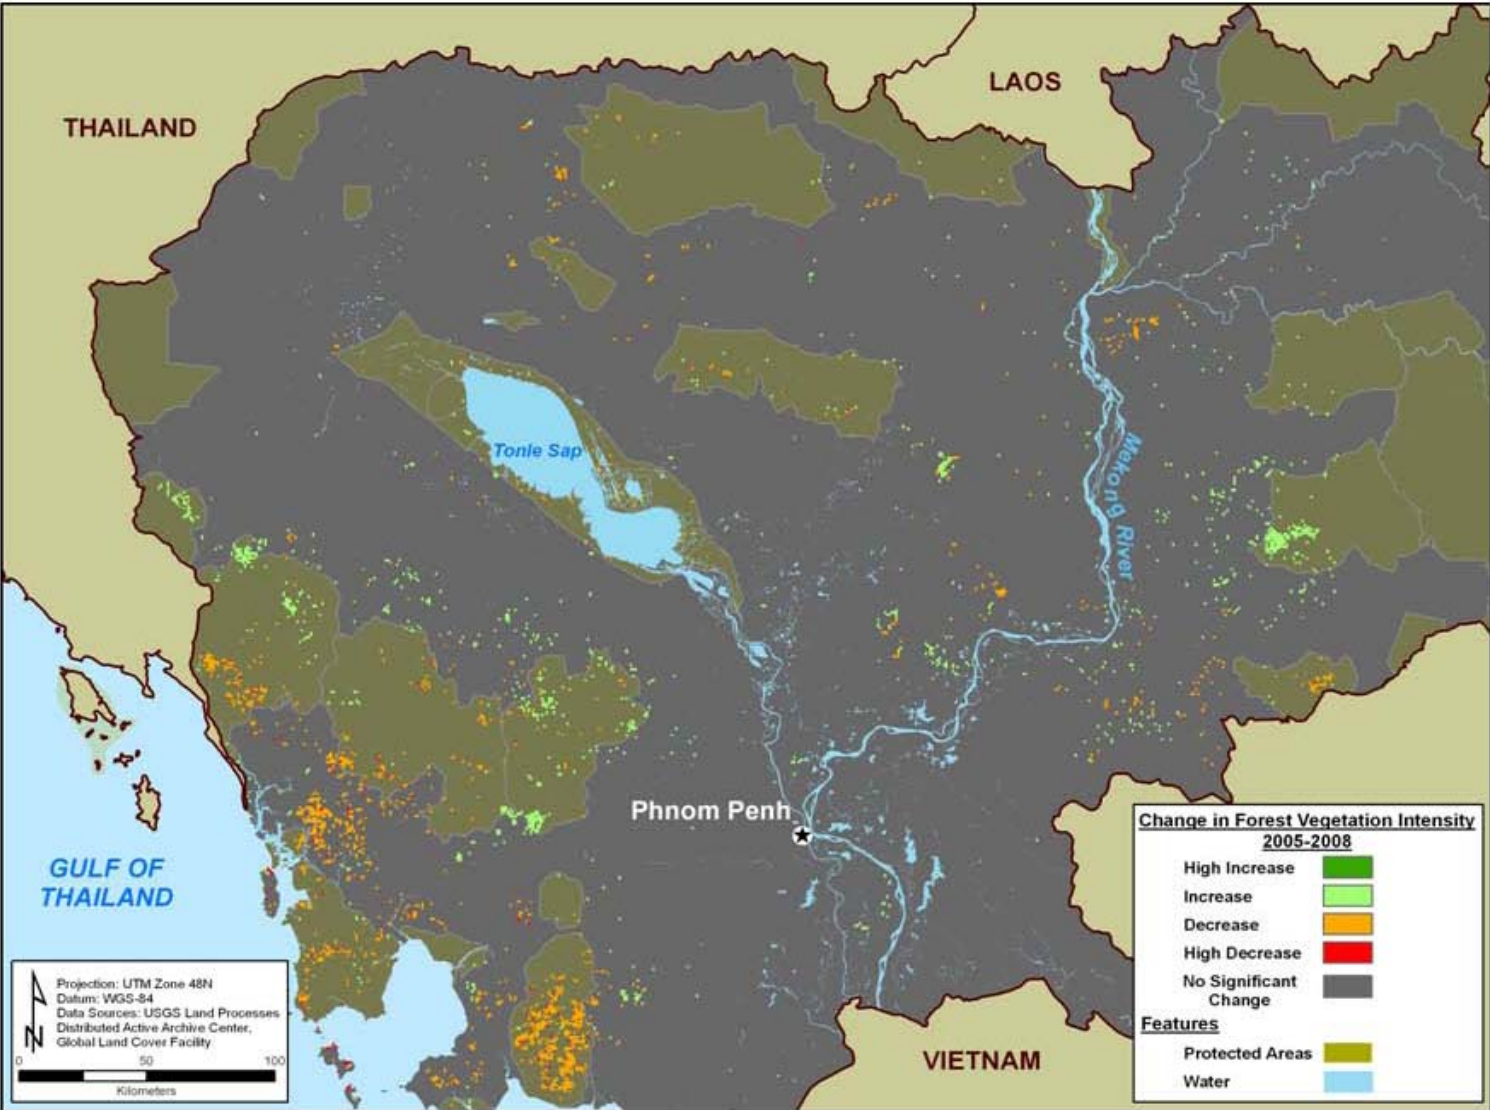 THAILAND
LAOS
Tonle Sap
Mekong River
Phnom Penh
GULF OF
THAILAND
VIETNAM
Projection: UTM Zone 48N
Datum: WGS-84
Data Sources: USGS Land Processes
Distributed Active Archive Center,
Global Land Cover Facility
N
0 50 100
Kilometers
Change in Forest Vegetation Intensity
2005-2008
High Increase
Increase
Decrease
High Decrease
No Significant
Change
Features
Protected Areas
Water